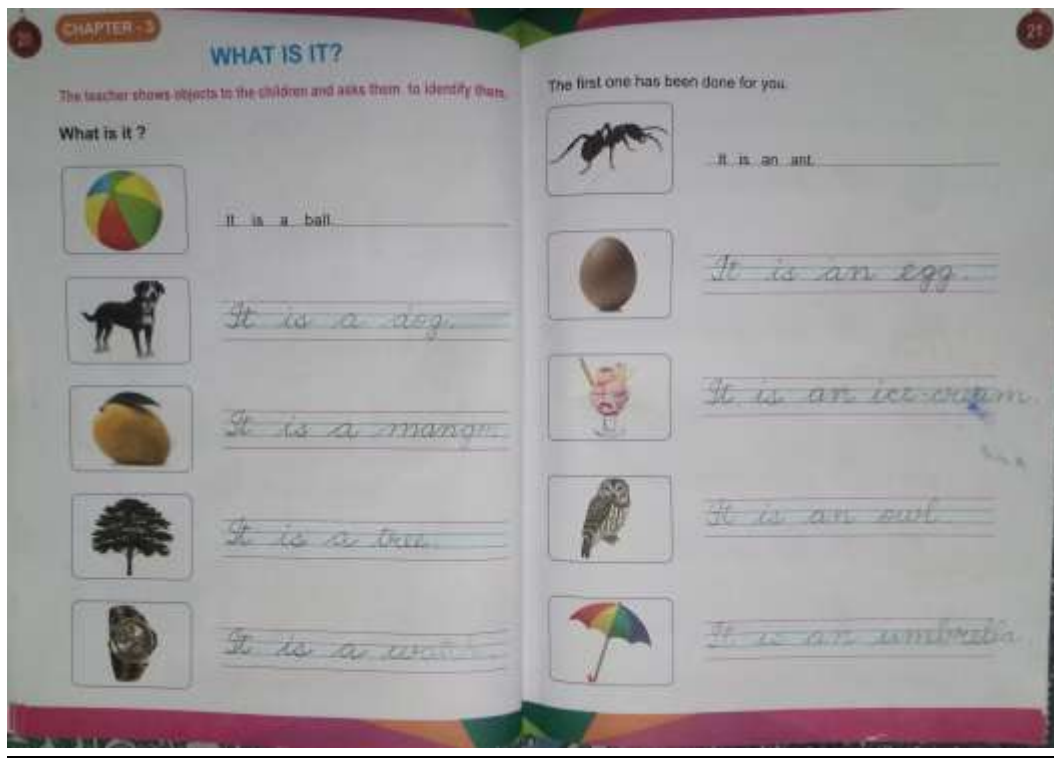 20
CHAPTER - 3
WHAT IS IT?
The teacher shows objects to the children and asks them to identify them.
What is it ?
It is a ball.
It is a dog.
It is a mango.
It is a tree.
It is a watch.
21
The first one has been done for you.
It is an ant.
It is an egg.
It is an ice-cream.
It is an owl
It is an umbrella.